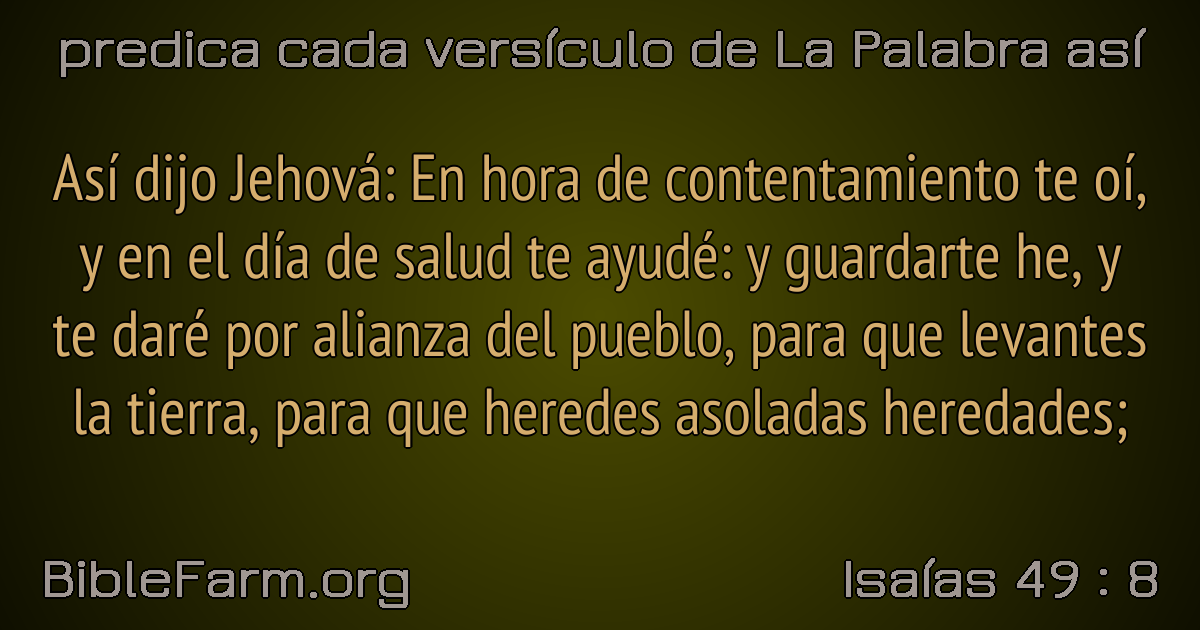 predica cada versículo de La Palabra así
Así dijo Jehová: En hora de contentamiento te oí,
y en el día de salud te ayudé: y guardarte he, y
te daré por alianza del pueblo, para que levantes
la tierra, para que heredes asoladas heredades;
BibleFarm.org
Isaías 49 : 8